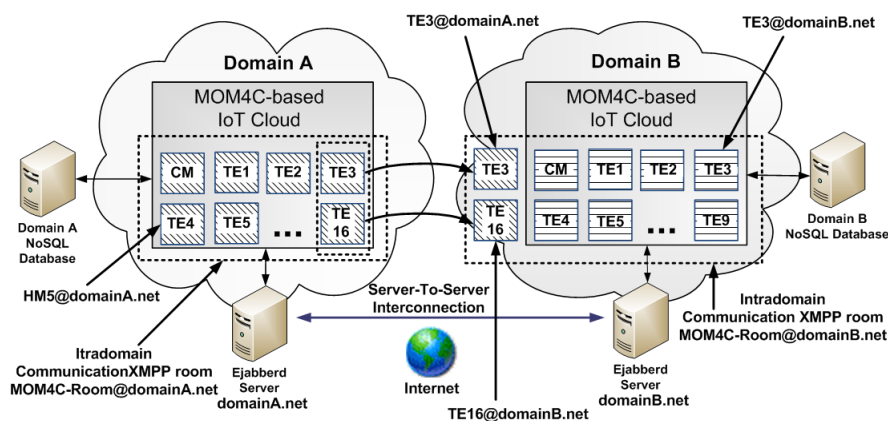 TE3@domainA.net
TE3@domainB.net
Domain A
MOM4C-based
IoT Cloud
CM
TE1
TE2
TE3
TE4
TE5
...
TE
16
Domain A
NoSQL
Database
HM5@domainA.net
Itradomain
CommunicationXMPP room
MOM4C-Room@domainA.net
Ejabberd
Server
domainA.net
Server-To-Server
Interconnection
Internet
TE3
TE
16
TE16@domainB.net
Domain B
MOM4C-based
IoT Cloud
CM
TE1
TE2
TE3
TE4
TE5
...
TE9
Domain B
NoSQL Database
Ejabberd
Server
domainB.net
Intradomain
Communication XMPP room
MOM4C-Room@domainB.net